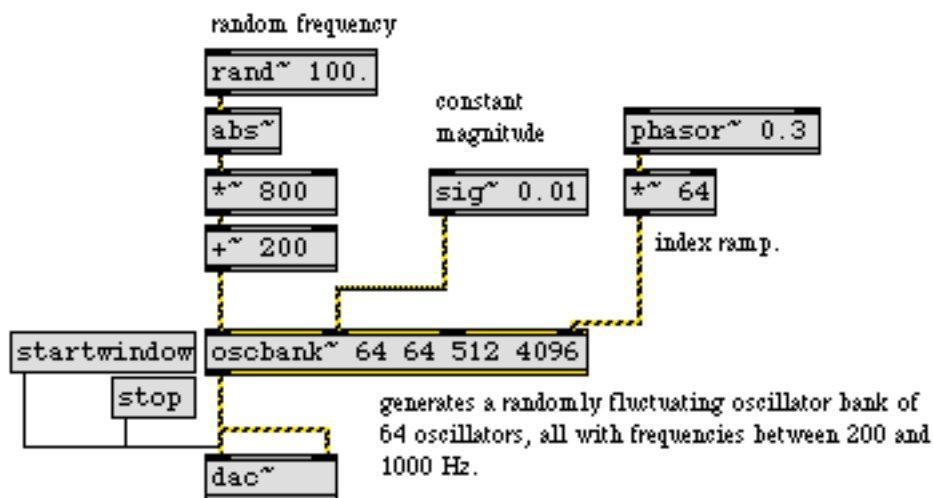 random frequency
rand~ 100.
constant
magnitude
abs~
phasor~ 0.3
*~ 800
sig~ 0.01
*~ 64
+~ 200
index ramp.
startwindow
oscbank~ 64 64 512 4096
stop
generates a randomly fluctuating oscillator bank of
64 oscillators, all with frequencies between 200 and
1000 Hz.
dac~